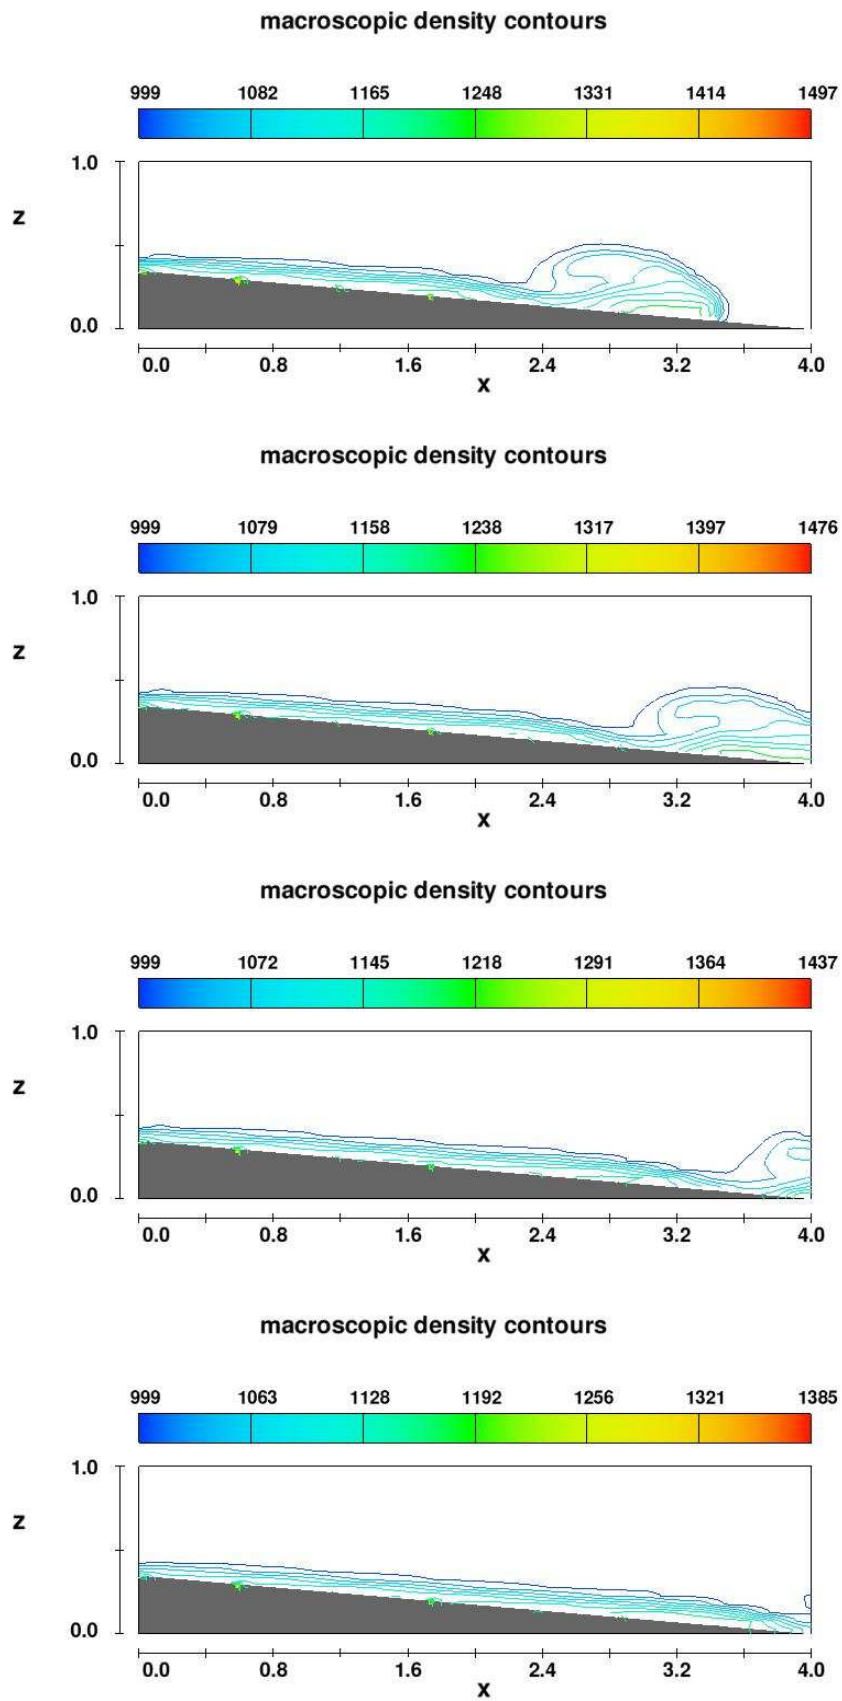 macroscopic density contours
999 1082 1165 1248 1331 1414 1497
1.0
z
0.0
0.0 0.8 1.6 2.4 3.2 4.0
x
macroscopic density contours
999 1079 1158 1238 1317 1397 1476
1.0
z
0.0
0.0 0.8 1.6 2.4 3.2 4.0
x
macroscopic density contours
999 1072 1145 1218 1291 1364 1437
1.0
z
0.0
0.0 0.8 1.6 2.4 3.2 4.0
x
macroscopic density contours
999 1063 1128 1192 1256 1321 1385
1.0
z
0.0
0.0 0.8 1.6 2.4 3.2 4.0
x